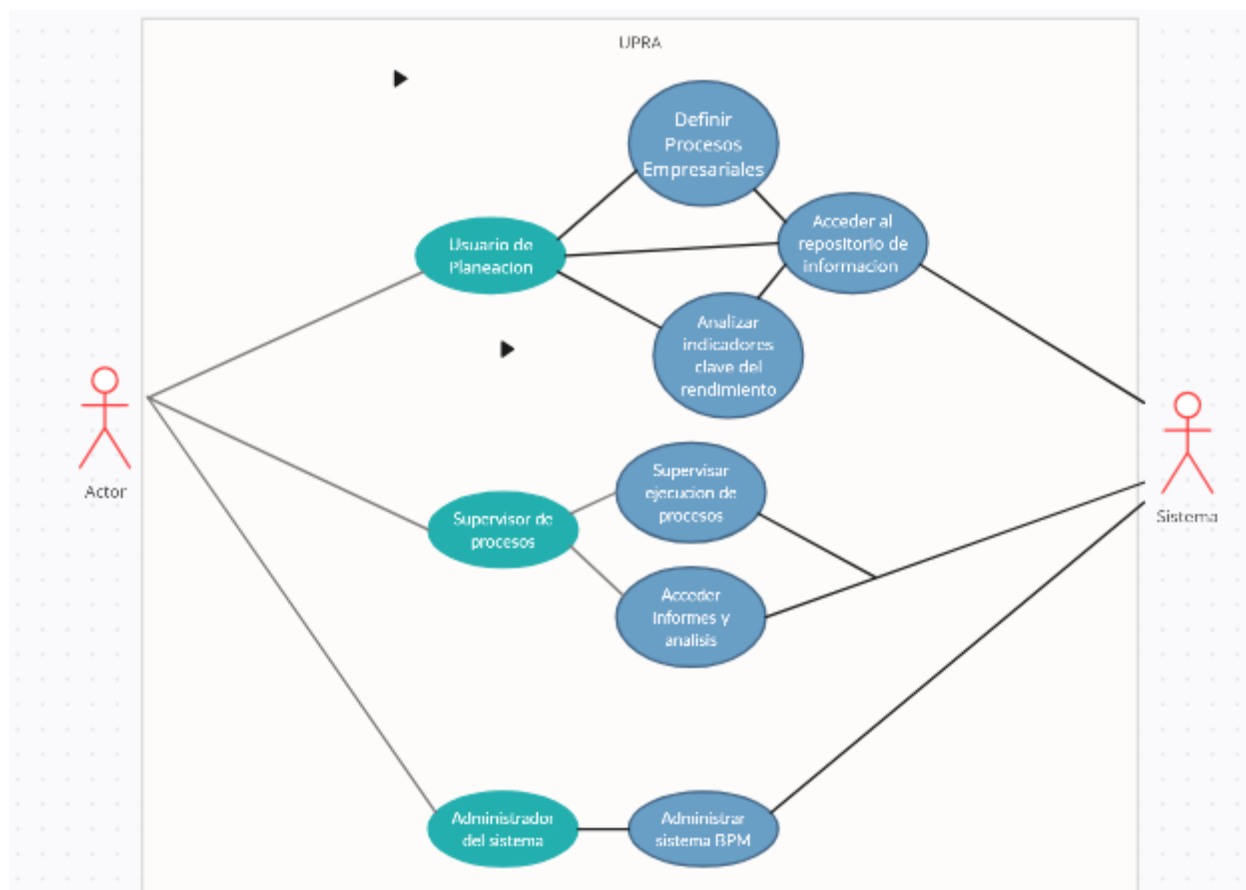 UPRA
Definir
Procesos
Empresariales
Usuario de
Planeacion
Acceder al
repositorio de
informacion
Analizar
indicadores
clave del
rendimiento
Actor
Supervisar
ejecucion de
procesos
Supervisor de
procesos
Sistema
Acceder
informes y
analisis
Administrador
del sistema
Administrar
sistema BPM